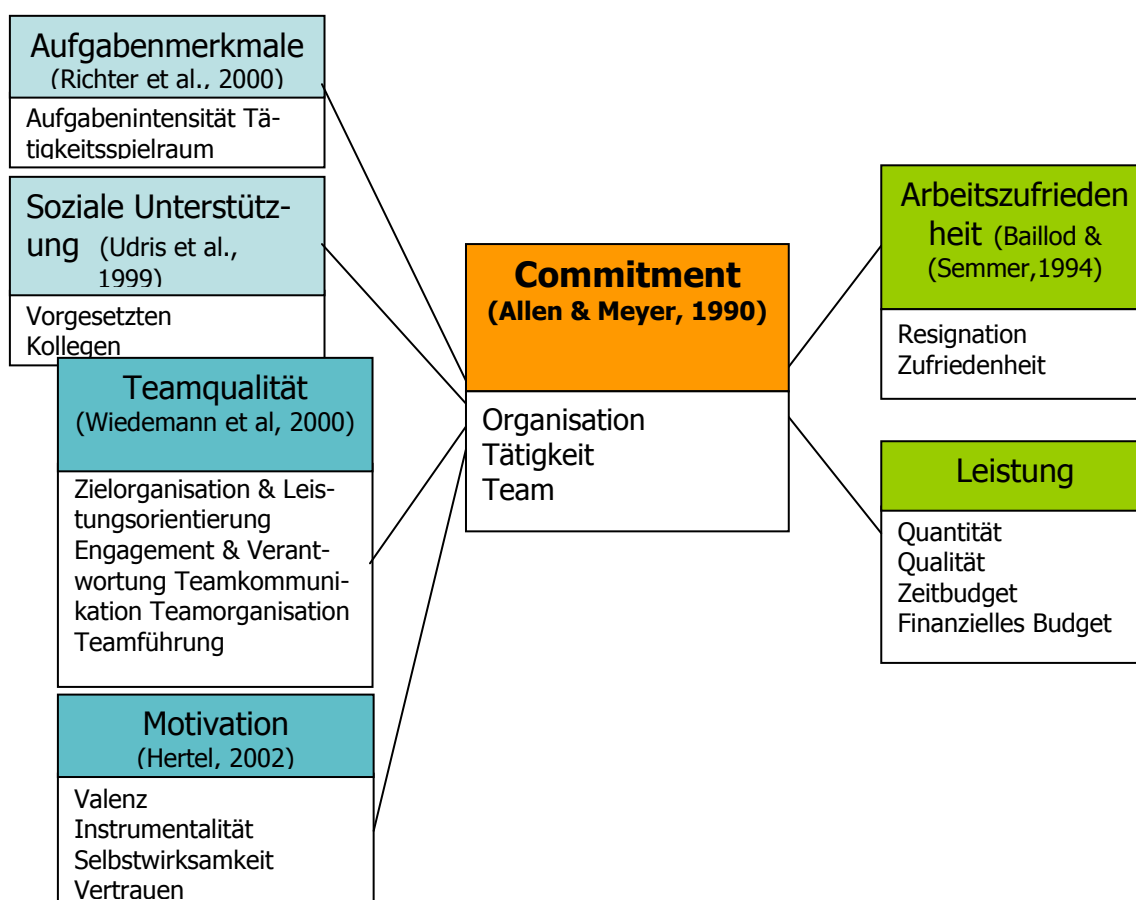 Aufgabenmerkmale
(Richter et al., 2000)
Aufgabenintensität Tä-
tigkeitsspielraum
Soziale Unterstütz-
ung (Udris et al.,
1999)
Vorgesetzten
Kollegen
Teamqualität
(Wiedemann et al, 2000)
Zielorganisation & Leis-
tungsorientierung
Engagement & Verant-
wortung Teamkommuni-
kation Teamorganisation
Teamführung
Motivation
(Hertel, 2002)
Valenz
Instrumentalität
Selbstwirksamkeit
Vertrauen
Commitment
(Allen & Meyer, 1990)
Organisation
Tätigkeit
Team
Arbeitszufrieden
heit (Baillod &
(Semmer,1994)
Resignation
Zufriedenheit
Leistung
Quantität
Qualität
Zeitbudget
Finanzielles Budget